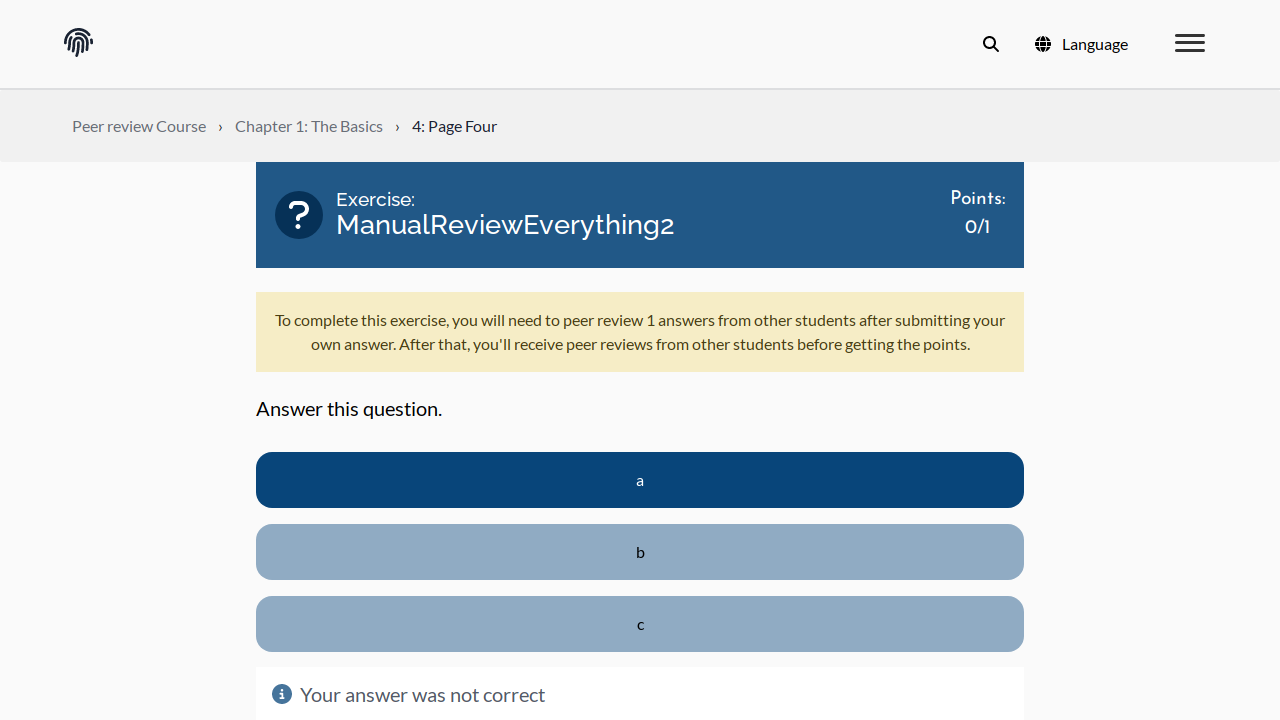 Language
Peer review Course › Chapter 1: The Basics › 4: Page Four
Exercise:
ManualReviewEverything2
Points:
0/1
To complete this exercise, you will need to peer review 1 answers from other students after submitting your
own answer. After that, you'll receive peer reviews from other students before getting the points.
Answer this question.
a
b
c
Your answer was not correct